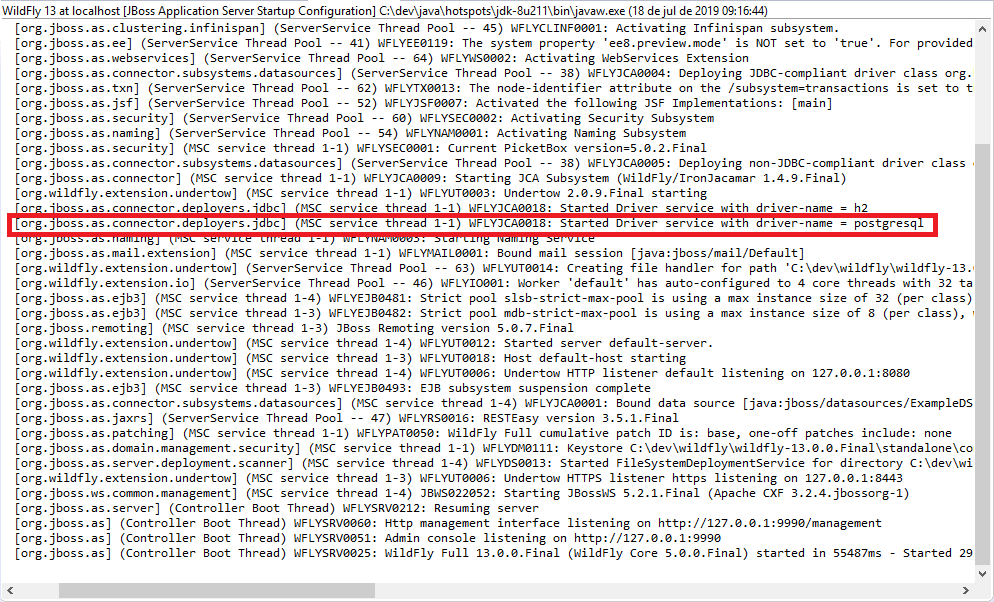 WildFly 13 at localhost [JBoss Application Server Startup Configuration] C:\dev\java\hotspots\jdk-8u211\bin\javaw.exe (18 de jul de 2019 09:16:44)
[org.jboss.as.clustering.infinispan] (ServerService Thread Pool -- 45) WFLYCLINF0001: Activating Infinispan subsystem.
[org.jboss.as.ee] (ServerService Thread Pool -- 41) WFLYEE0119: The system property 'ee8.preview.mode' is NOT set to 'true'. For provided
[org.jboss.as.webservices] (ServerService Thread Pool -- 64) WFLYWS0002: Activating WebServices Extension
[org.jboss.as.connector.subsystems.datasources] (ServerService Thread Pool -- 38) WFLYJCA0004: Deploying JDBC-compliant driver class org.
[org.jboss.as.txn] (ServerService Thread Pool -- 62) WFLYTX0013: The node-identifier attribute on the /subsystem=transactions is set to t
[org.jboss.as.jsf] (ServerService Thread Pool -- 52) WFLYJSF0007: Activated the following JSF Implementations: [main]
[org.jboss.as.security] (ServerService Thread Pool -- 60) WFLYSEC0002: Activating Security Subsystem
[org.jboss.as.naming] (ServerService Thread Pool -- 54) WFLYNAM0001: Activating Naming Subsystem
[org.jboss.as.security] (MSC service thread 1-1) WFLYSEC0001: Current PicketBox version=5.0.2.Final
[org.jboss.as.connector.subsystems.datasources] (ServerService Thread Pool -- 38) WFLYJCA0005: Deploying non-JDBC-compliant driver class
[org.jboss.as.connector] (MSC service thread 1-1) WFLYJCA0009: Starting JCA Subsystem (WildFly/IronJacamar 1.4.9.Final)
[org.wildfly.extension.undertow] (MSC service thread 1-1) WFLYUT0003: Undertow 2.0.9.Final starting
[org.jboss.as.connector.deployers.jdbc] (MSC service thread 1-1) WFLYJCA0018: Started Driver service with driver-name = h2
[org.jboss.as.connector.deployers.jdbc] (MSC service thread 1-1) WFLYJCA0018: Started Driver service with driver-name = postgresql
[org.jboss.as.naming] (MSC service thread 1-1) WFLYNAM0003: Starting Naming Service
[org.jboss.as.mail.extension] (MSC service thread 1-1) WFLYMAIL0001: Bound mail session [java:jboss/mail/Default]
[org.wildfly.extension.undertow] (ServerService Thread Pool -- 63) WFLYUT0014: Creating file handler for path 'C:\dev\wildfly\wildfly-13.
[org.wildfly.extension.io] (ServerService Thread Pool -- 46) WFLYIO001: Worker 'default' has auto-configured to 4 core threads with 32 ta
[org.jboss.as.ejb3] (MSC service thread 1-4) WFLYEJB0481: Strict pool slsb-strict-max-pool is using a max instance size of 32 (per class)
[org.jboss.as.ejb3] (MSC service thread 1-3) WFLYEJB0482: Strict pool mdb-strict-max-pool is using a max instance size of 8 (per class),
[org.jboss.remoting] (MSC service thread 1-3) JBoss Remoting version 5.0.7.Final
[org.wildfly.extension.undertow] (MSC service thread 1-4) WFLYUT0012: Started server default-server.
[org.wildfly.extension.undertow] (MSC service thread 1-3) WFLYUT0018: Host default-host starting
[org.wildfly.extension.undertow] (MSC service thread 1-4) WFLYUT0006: Undertow HTTP listener default listening on 127.0.0.1:8080
[org.jboss.as.ejb3] (MSC service thread 1-3) WFLYEJB0493: EJB subsystem suspension complete
[org.jboss.as.connector.subsystems.datasources] (MSC service thread 1-4) WFLYJCA0001: Bound data source [java:jboss/datasources/ExampleDS
[org.jboss.as.jaxrs] (ServerService Thread Pool -- 47) WFLYRS0016: RESTEasy version 3.5.1.Final
[org.jboss.as.patching] (MSC service thread 1-1) WFLYPAT0050: WildFly Full cumulative patch ID is: base, one-off patches include: none
[org.jboss.as.domain.management.security] (MSC service thread 1-1) WFLYDM0111: Keystore C:\dev\wildfly\wildfly-13.0.0.Final\standalone\co
[org.jboss.as.server.deployment.scanner] (MSC service thread 1-4) WFLYDS0013: Started FileSystemDeploymentService for directory C:\dev\wi
[org.wildfly.extension.undertow] (MSC service thread 1-3) WFLYUT0006: Undertow HTTPS listener https listening on 127.0.0.1:8443
[org.jboss.ws.common.management] (MSC service thread 1-4) JBWS022052: Starting JBossWS 5.2.1.Final (Apache CXF 3.2.4.jbossorg-1)
[org.jboss.as.server] (Controller Boot Thread) WFLYSRV0212: Resuming server
[org.jboss.as] (Controller Boot Thread) WFLYSRV0060: Http management interface listening on http://127.0.0.1:9990/management
[org.jboss.as] (Controller Boot Thread) WFLYSRV0051: Admin console listening on http://127.0.0.1:9990
[org.jboss.as] (Controller Boot Thread) WFLYSRV0025: WildFly Full 13.0.0.Final (WildFly Core 5.0.0.Final) started in 55487ms - Started 29